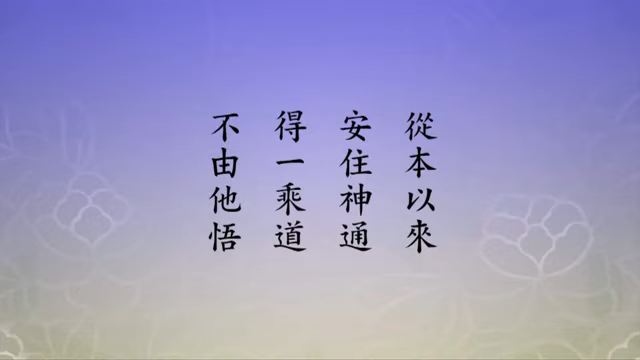 從本以來
安住神通
得一乘道
不由他悟